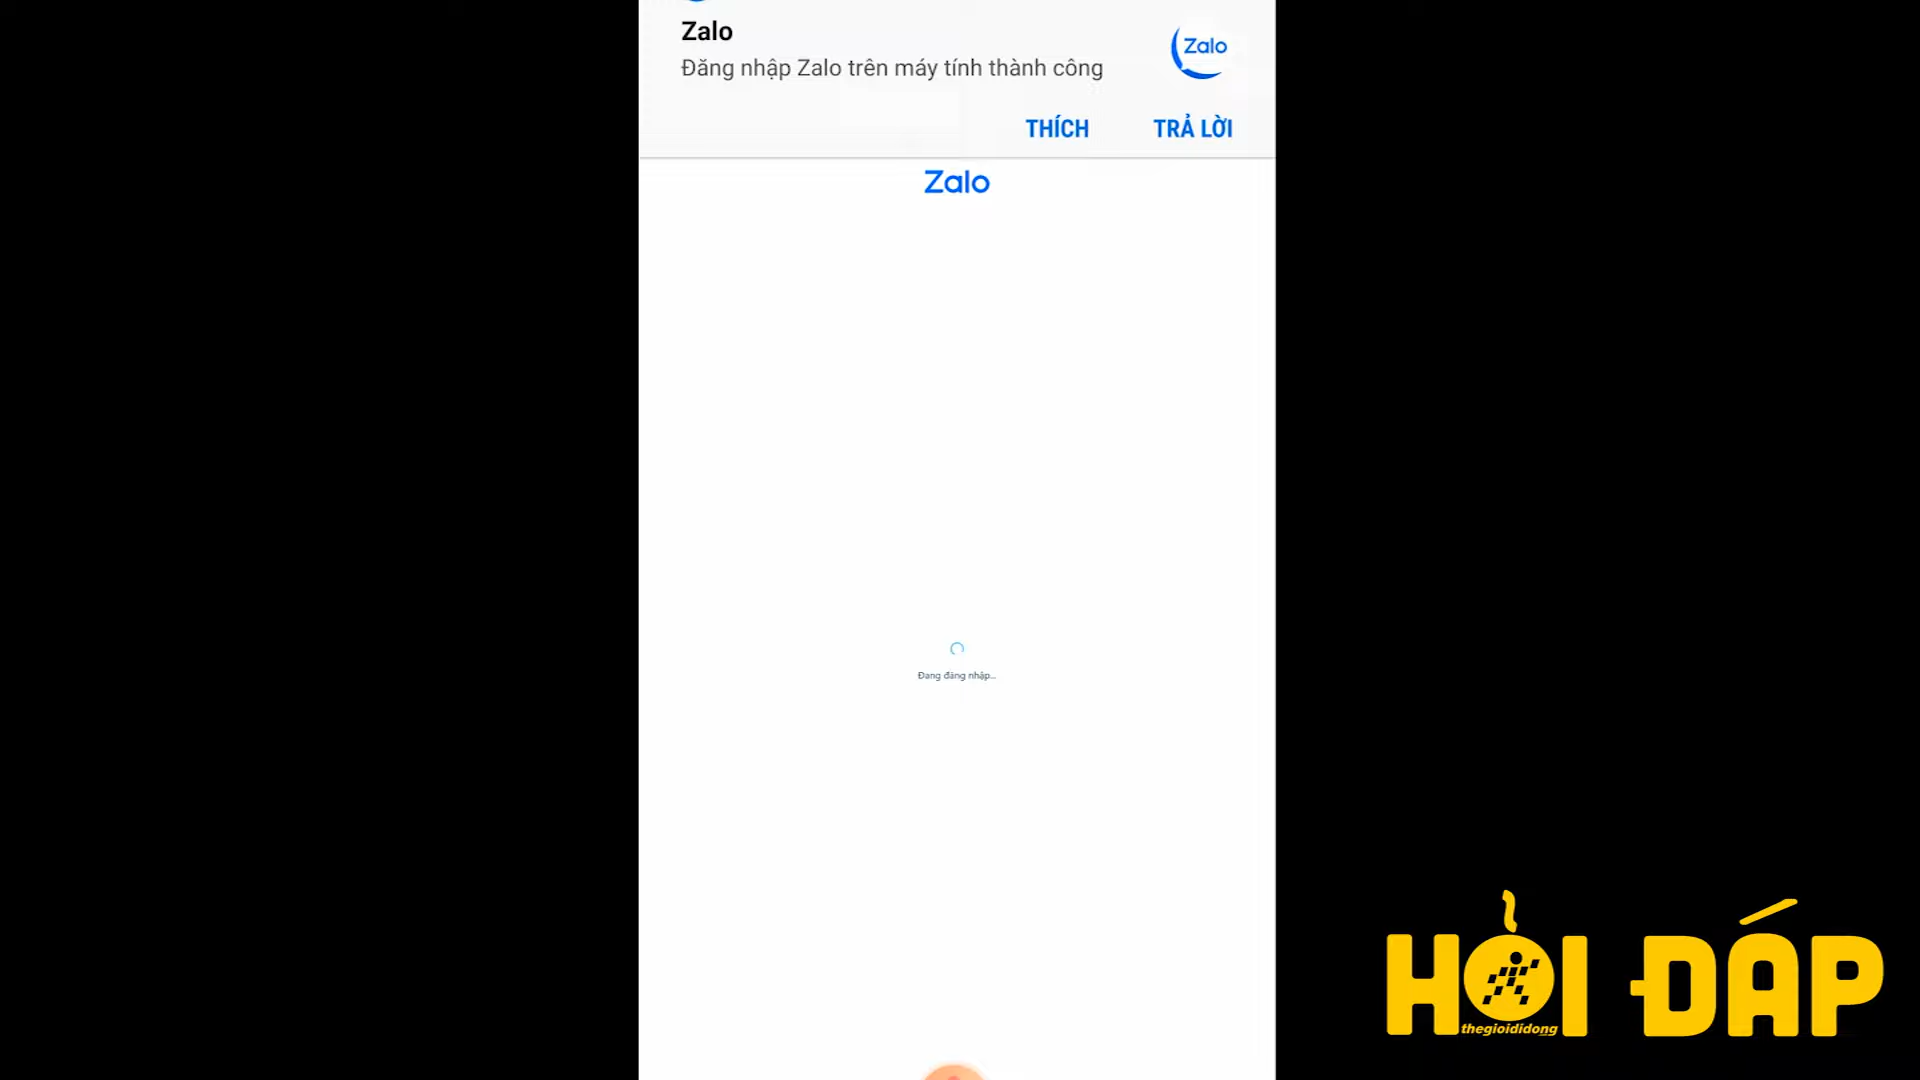 Zalo
Zalo
Đăng nhập Zalo trên máy tính thành công
THÍCH TRẢ LỜI
Zalo
Đang đăng nhập...
HỎI ĐÁP
thegioididong